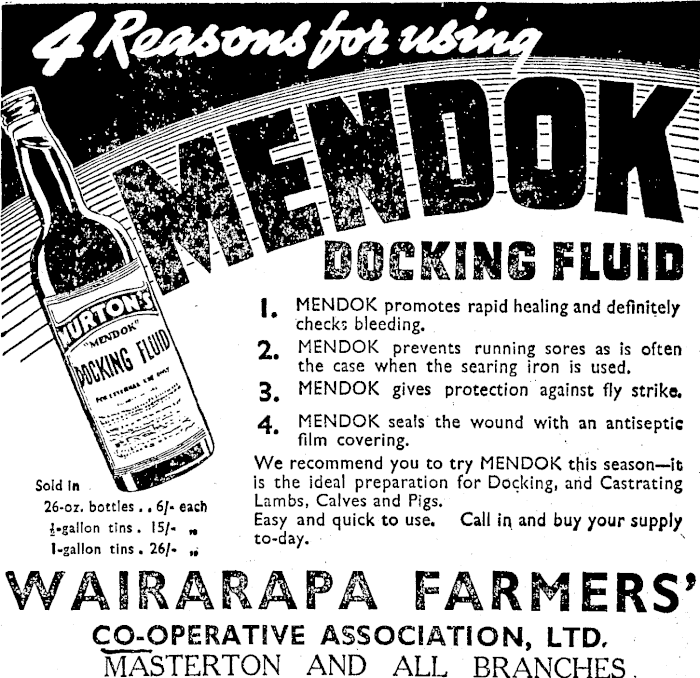 4 Reasons for using
MENDOK
DOCKING FLUID
MURTON'S
"MENDOK"
DOCKING FLUID
FOR EXTERNAL USE ONLY
1. MENDOK promotes rapid healing and definitely
checks bleeding.
2. MENDOK prevents running sores as is often
the case when the searing iron is used.
3. MENDOK gives protection against fly strike.
4. MENDOK seals the wound with an antiseptic
film covering.
We recommend you to try MENDOK this season—it
is the ideal preparation for Docking, and Castrating
Lambs, Calves and Pigs.
Easy and quick to use. Call in and buy your supply
to-day.
Sold in
26-oz. bottles . . 6/- each
½-gallon tins . 15/- „
1-gallon tins . 26/- „
WAIRARAPA FARMERS'
CO-OPERATIVE ASSOCIATION, LTD.
MASTERTON AND ALL BRANCHES.